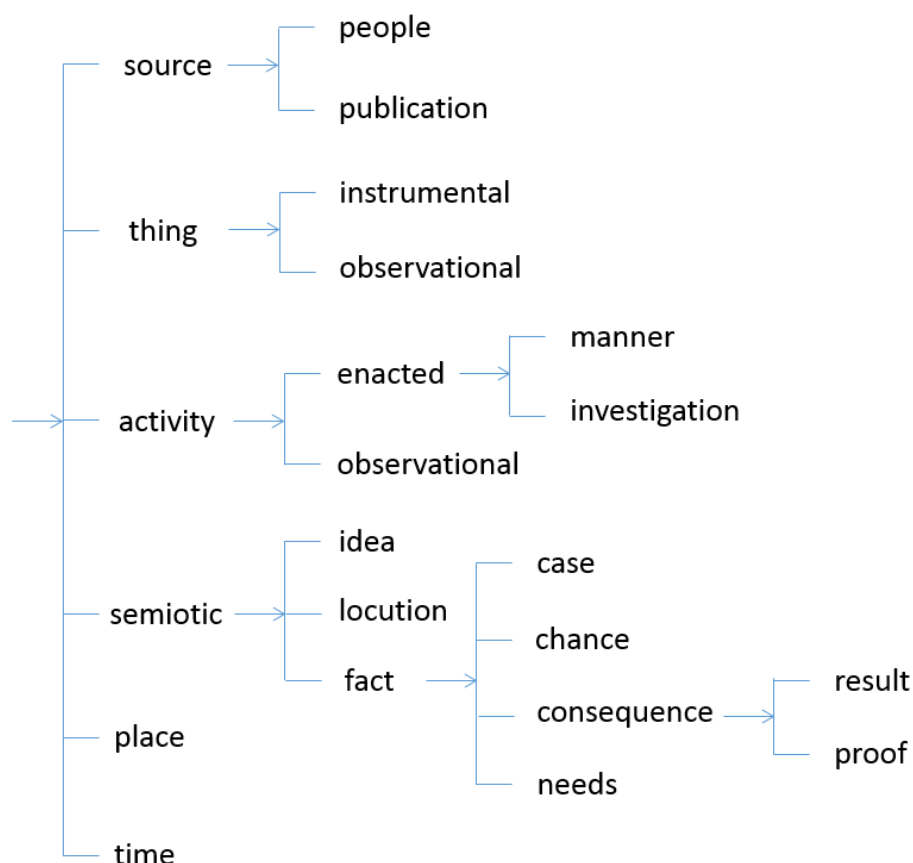 people
source
publication
instrumental
thing
observational
manner
enacted
investigation
activity
observational
idea
case
locution
semiotic
chance
fact
result
consequence
place
proof
needs
time